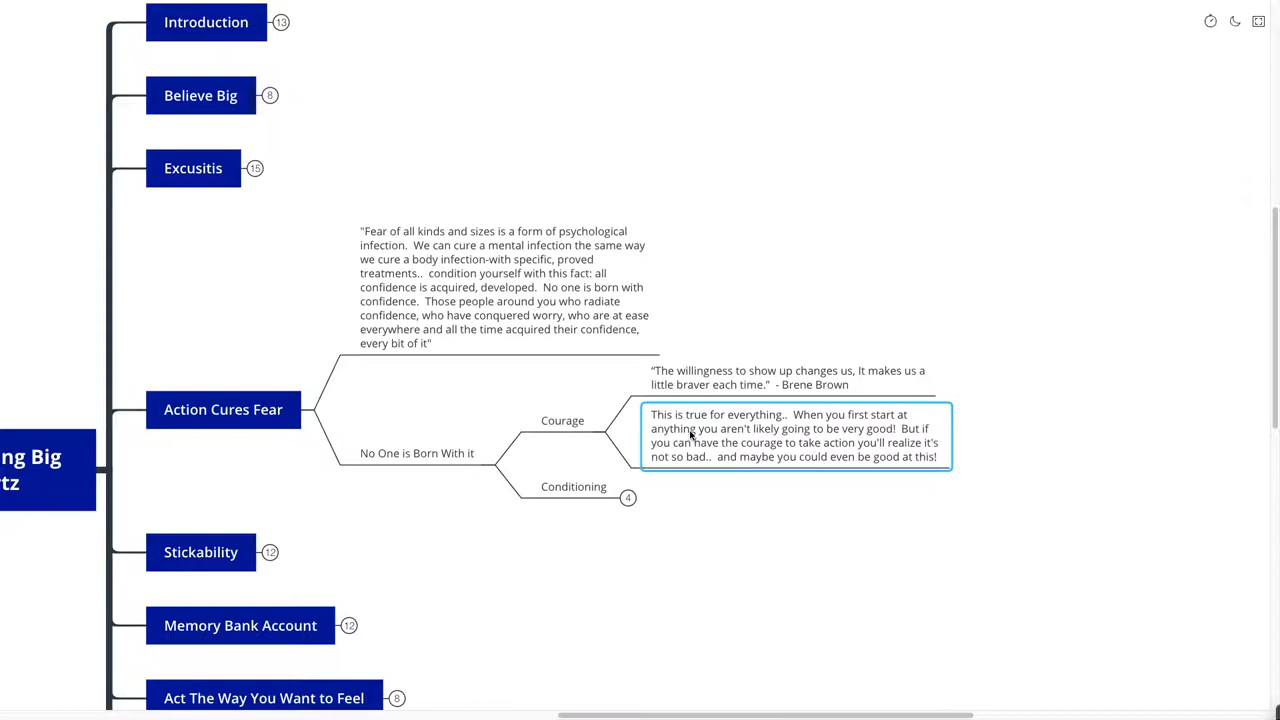 Introduction
13
Believe Big
8
Excusitis
15
"Fear of all kinds and sizes is a form of psychological
infection.  We can cure a mental infection the same way
we cure a body infection-with specific, proved
treatments..  condition yourself with this fact: all
confidence is acquired, developed.  No one is born with
confidence.  Those people around you who radiate
confidence, who have conquered worry, who are at ease
everywhere and all the time acquired their confidence,
every bit of it"
Action Cures Fear
“The willingness to show up changes us, It makes us a
little braver each time.”  - Brene Brown
Courage
This is true for everything..  When you first start at
anything you aren't likely going to be very good!  But if
you can have the courage to take action you'll realize it's
not so bad..  and maybe you could even be good at this!
No One is Born With it
Conditioning
4
ng Big
tz
Stickability
12
Memory Bank Account
12
Act The Way You Want to Feel
8